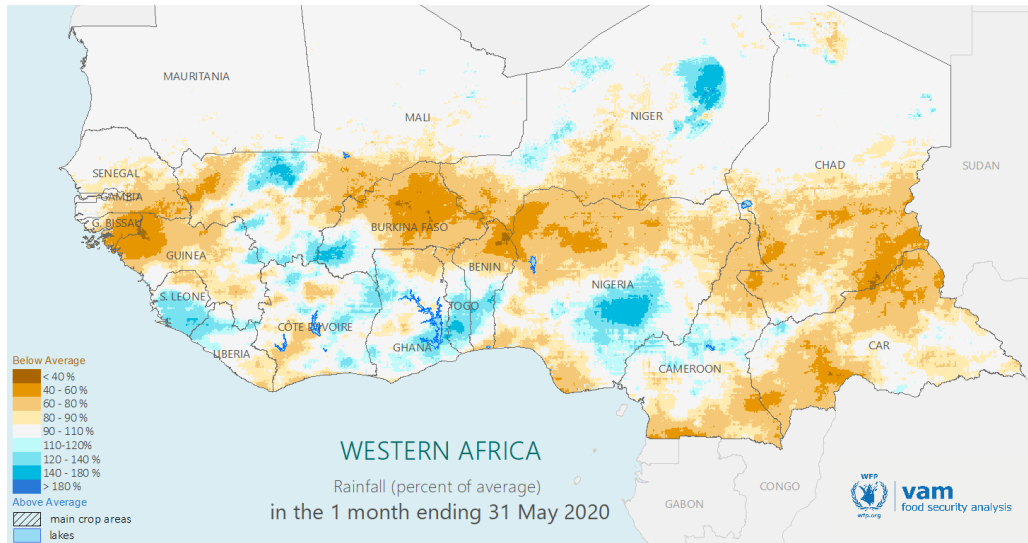 MAURITANIA
MALI
NIGER
CHAD
SUDAN
SENEGAL
GAMBIA
G. BISSAU
GUINEA
BURKINA FASO
BENIN
NIGERIA
S. LEONE
TOGO
CÔTE D'IVOIRE
GHANA
LIBERIA
CAMEROON
CAR
GABON
CONGO
Below Average
< 40 %
40 - 60 %
60 - 80 %
80 - 90 %
90 - 110 %
110-120%
120 - 140 %
140 - 180 %
> 180 %
Above Average
main crop areas
lakes
WESTERN AFRICA
Rainfall (percent of average)
in the 1 month ending 31 May 2020
WFP
wfp.org
vam
food security analysis